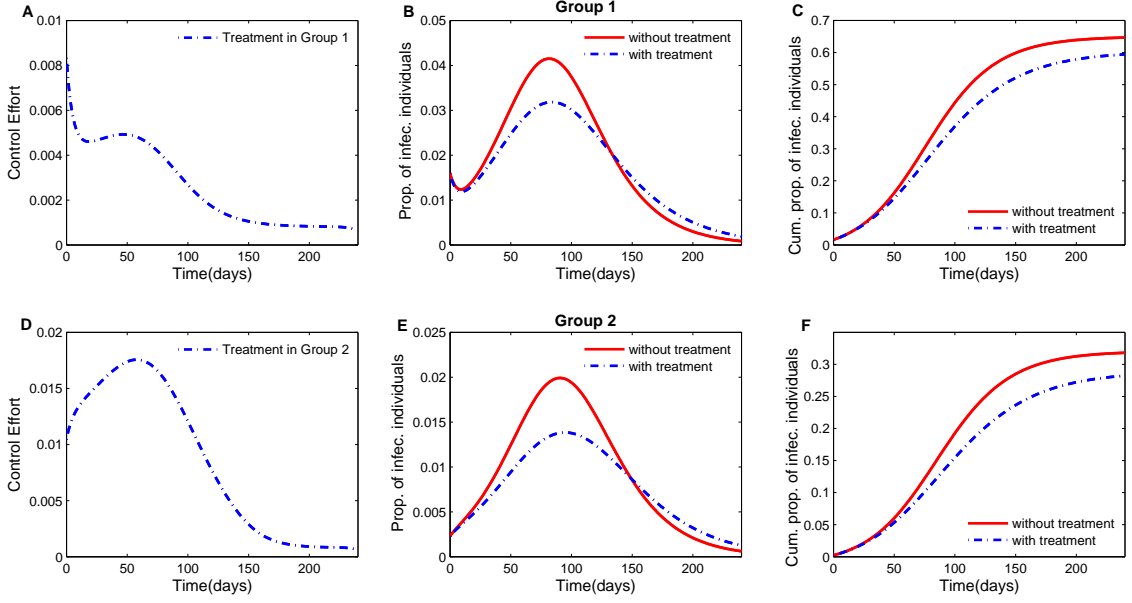 A
Control Effort
0.01
0.008
0.006
0.004
0.002
0
0 50 100 150 200
Time(days)
Treatment in Group 1
B
Group 1
Prop. of infec. individuals
0.05
0.04
0.03
0.02
0.01
0
0 50 100 150 200
Time(days)
without treatment
with treatment
C
Cum. prop. of infec. individuals
0.7
0.6
0.5
0.4
0.3
0.2
0.1
0
0 50 100 150 200
Time(days)
without treatment
with treatment
D
Control Effort
0.02
0.015
0.01
0.005
0
0 50 100 150 200
Time(days)
Treatment in Group 2
E
Group 2
Prop. of infec. individuals
0.025
0.02
0.015
0.01
0.005
0
0 50 100 150 200
Time(days)
without treatment
with treatment
F
Cum. prop. of infec. individuals
0.3
0.25
0.2
0.15
0.1
0.05
0
0 50 100 150 200
Time(days)
without treatment
with treatment